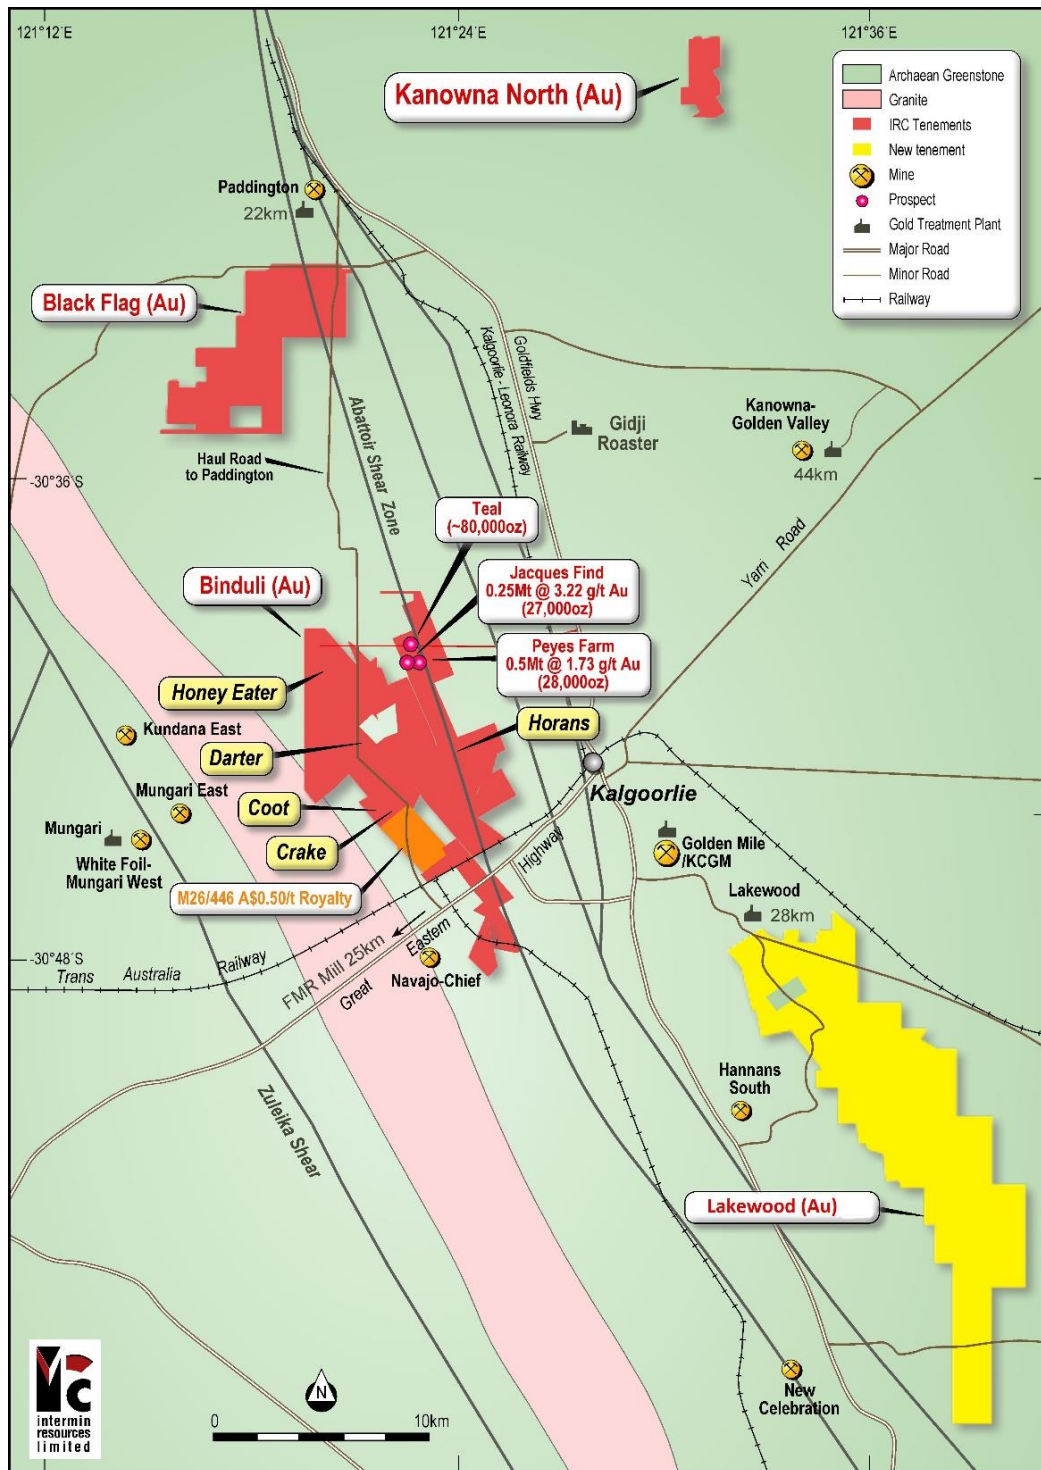 121°12'E
121°24'E
121°36'E
Kanowna North (Au)
Archaean Greenstone
Granite
IRC Tenements
New tenement
Mine
Prospect
Gold Treatment Plant
Major Road
Minor Road
Railway
Paddington
22km
Black Flag (Au)
Kalgoorlie - Leonora Railway
Goldfields Hwy
Abattoir Shear Zone
Gidji
Roaster
Kanowna-
Golden Valley
44km
Haul Road
to Paddington
-30°36'S
Yarri Road
Teal
(~80,000oz)
Jacques Find
0.25Mt @ 3.22 g/t Au
(27,000oz)
Binduli (Au)
Peyes Farm
0.5Mt @ 1.73 g/t Au
(28,000oz)
Honey Eater
Horans
Kundana East
Darter
Kalgoorlie
Mungari East
Coot
Mungari
White Foil-
Mungari West
Crake
Golden Mile
/KCGM
M26/446 A$0.50/t Royalty
Lakewood
28km
Great Eastern Highway
FMR Mill 25km
-30°48'S
Trans Australia Railway
Navajo-Chief
Hannans
South
Zuleika Shear
Lakewood (Au)
New
Celebration
N
0 10km
intermin
resources
limited